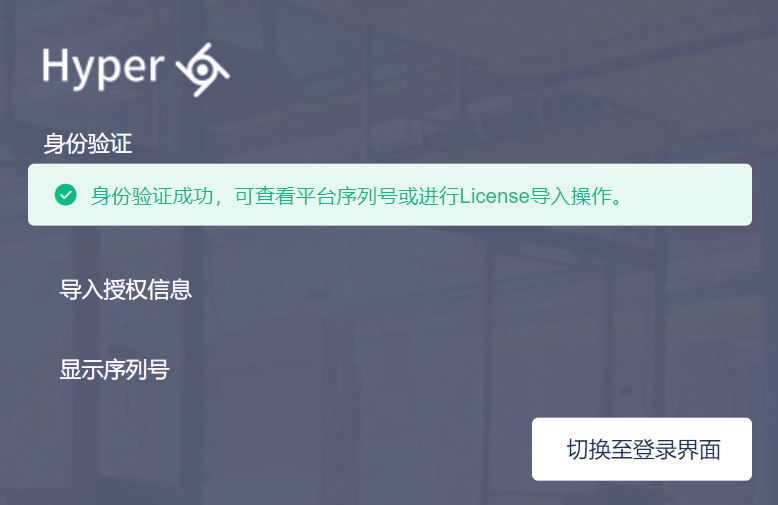 Hyper
身份验证
身份验证成功，可查看平台序列号或进行License导入操作。
导入授权信息
显示序列号
切换至登录界面